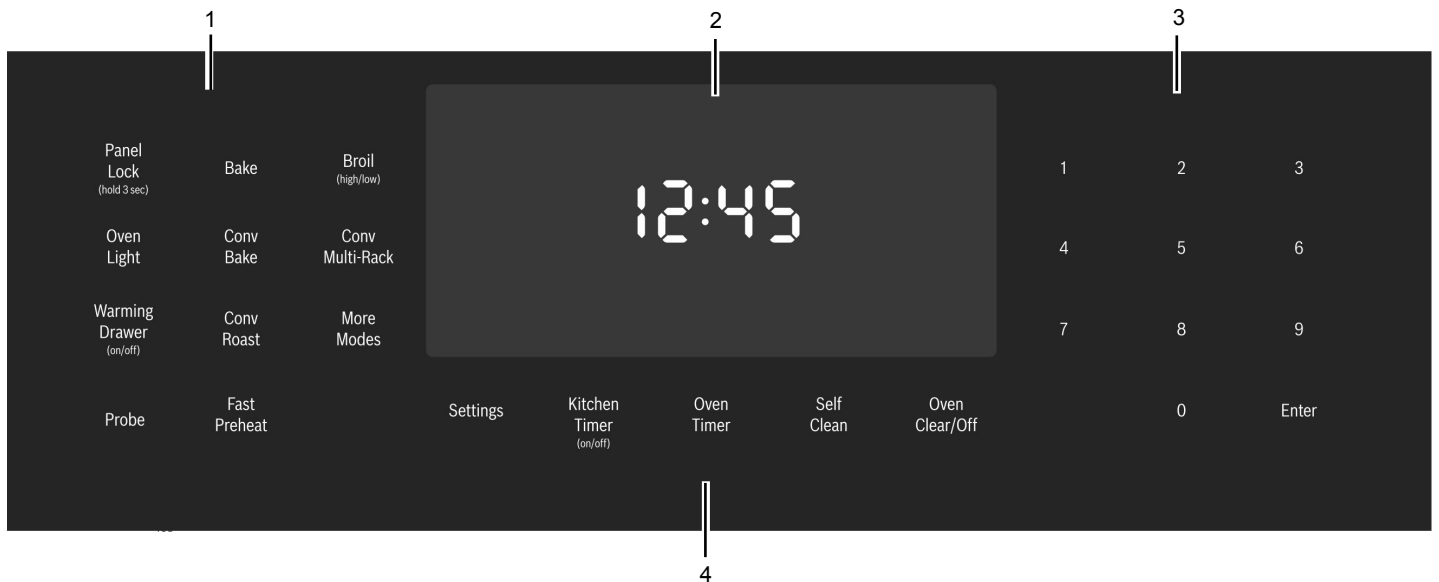 1
2
3
Panel
Lock
(hold 3 sec)
Bake
Broil
(high/low)
Oven
Light
Conv
Bake
Conv
Multi-Rack
Warming
Drawer
(on/off)
Conv
Roast
More
Modes
Probe
Fast
Preheat
12:45
Settings
Kitchen
Timer
(on/off)
Oven
Timer
Self
Clean
Oven
Clear/Off
1 2 3
4 5 6
7 8 9
0 Enter
4